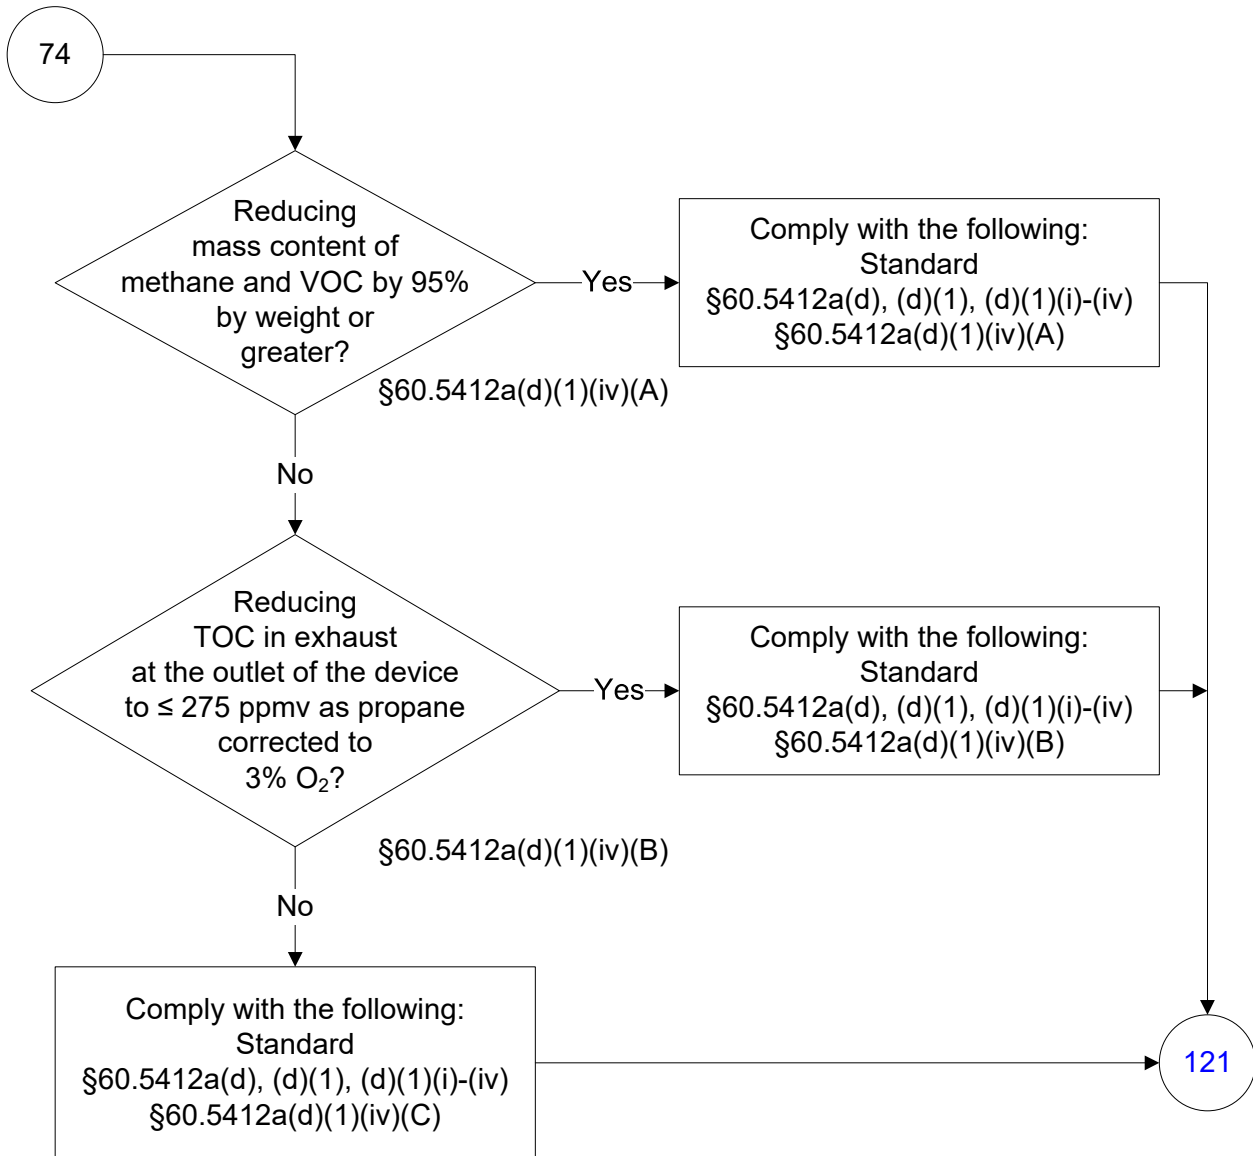 74
Reducing
mass content of
methane and VOC by 95%
by weight or
greater?
Yes
Comply with the following:
Standard
§60.5412a(d), (d)(1), (d)(1)(i)-(iv)
§60.5412a(d)(1)(iv)(A)
§60.5412a(d)(1)(iv)(A)
No
Reducing
TOC in exhaust
at the outlet of the device
to ≤ 275 ppmv as propane
corrected to
3% O₂?
Yes
Comply with the following:
Standard
§60.5412a(d), (d)(1), (d)(1)(i)-(iv)
§60.5412a(d)(1)(iv)(B)
§60.5412a(d)(1)(iv)(B)
No
Comply with the following:
Standard
§60.5412a(d), (d)(1), (d)(1)(i)-(iv)
§60.5412a(d)(1)(iv)(C)
121